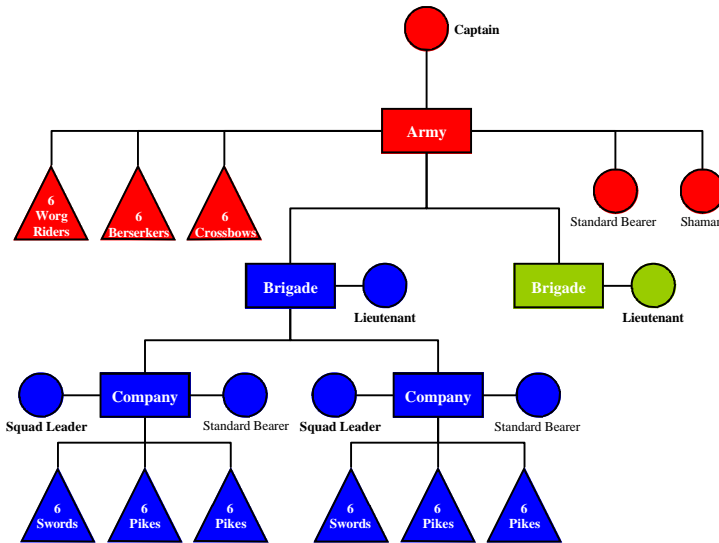 Captain
Army
6
Worg
Riders
6
Berserkers
6
Crossbows
Standard Bearer
Shaman
Brigade
Lieutenant
Brigade
Lieutenant
Company
Squad Leader
Standard Bearer
Company
Squad Leader
Standard Bearer
6
Swords
6
Pikes
6
Pikes
6
Swords
6
Pikes
6
Pikes